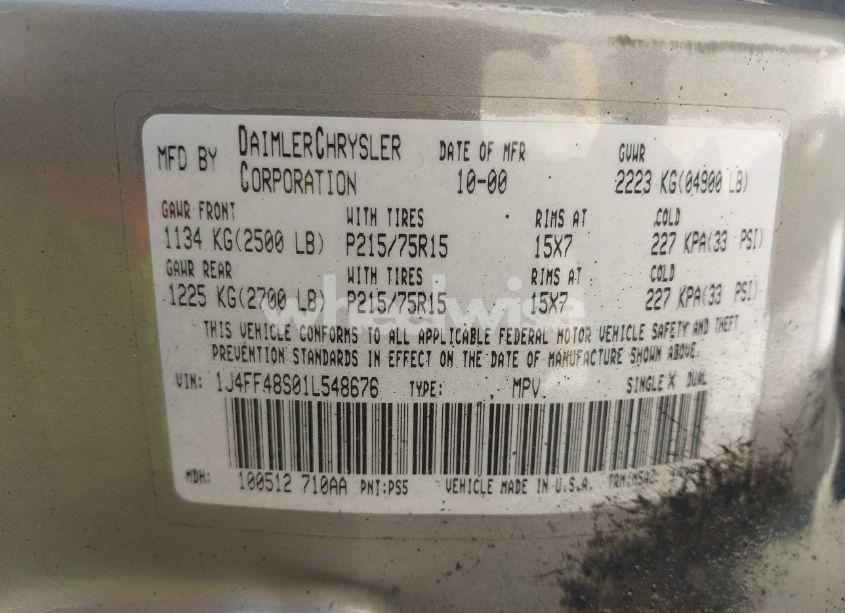 MFD BY DAIMLERCHRYSLER CORPORATION DATE OF MFR 10-00 GVWR 2223 KG(04900 LB)
GAWR FRONT WITH TIRES RIMS AT COLD
1134 KG(2500 LB) P215/75R15 15X7 227 KPA(33 PSI)
GAWR REAR WITH TIRES RIMS AT COLD
1225 KG(2700 LB) P215/75R15 15X7 227 KPA(33 PSI)
wheelwise
THIS VEHICLE CONFORMS TO ALL APPLICABLE FEDERAL MOTOR VEHICLE SAFETY AND THEFT
PREVENTION STANDARDS IN EFFECT ON THE DATE OF MANUFACTURE SHOWN ABOVE.
VIN: 1J4FF48S01L548676 TYPE: MPV SINGLE X DUAL
MDH: 100512 710AA PNT:PS5 VEHICLE MADE IN U.S.A.